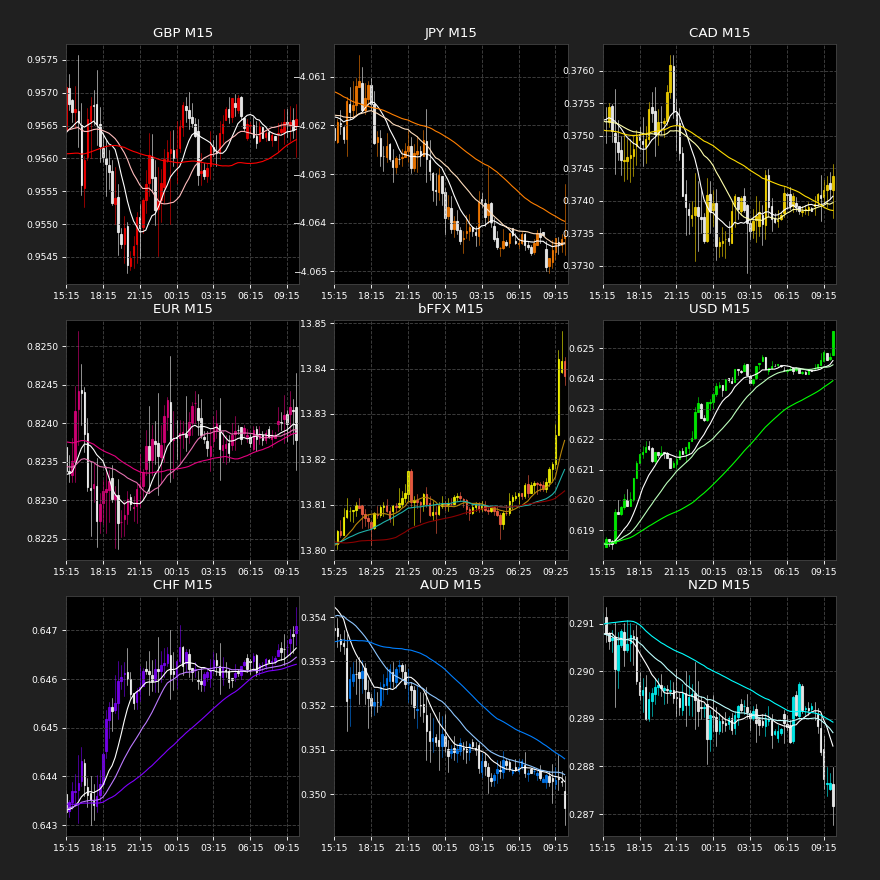 GBP M15
0.9575
0.9570
0.9565
0.9560
0.9555
0.9550
0.9545
15:15 18:15 21:15 00:15 03:15 06:15 09:15
JPY M15
−4.061
−4.062
−4.063
−4.064
−4.065
15:15 18:15 21:15 00:15 03:15 06:15 09:15
CAD M15
0.3760
0.3755
0.3750
0.3745
0.3740
0.3735
0.3730
15:15 18:15 21:15 00:15 03:15 06:15 09:15
EUR M15
0.8250
0.8245
0.8240
0.8235
0.8230
0.8225
15:15 18:15 21:15 00:15 03:15 06:15 09:15
bFFX M15
13.85
13.84
13.83
13.82
13.81
13.80
15:25 18:25 21:25 00:25 03:25 06:25 09:25
USD M15
0.625
0.624
0.623
0.622
0.621
0.620
0.619
15:15 18:15 21:15 00:15 03:15 06:15 09:15
CHF M15
0.647
0.646
0.645
0.644
0.643
15:15 18:15 21:15 00:15 03:15 06:15 09:15
AUD M15
0.354
0.353
0.352
0.351
0.350
15:15 18:15 21:15 00:15 03:15 06:15 09:15
NZD M15
0.291
0.290
0.289
0.288
0.287
15:15 18:15 21:15 00:15 03:15 06:15 09:15